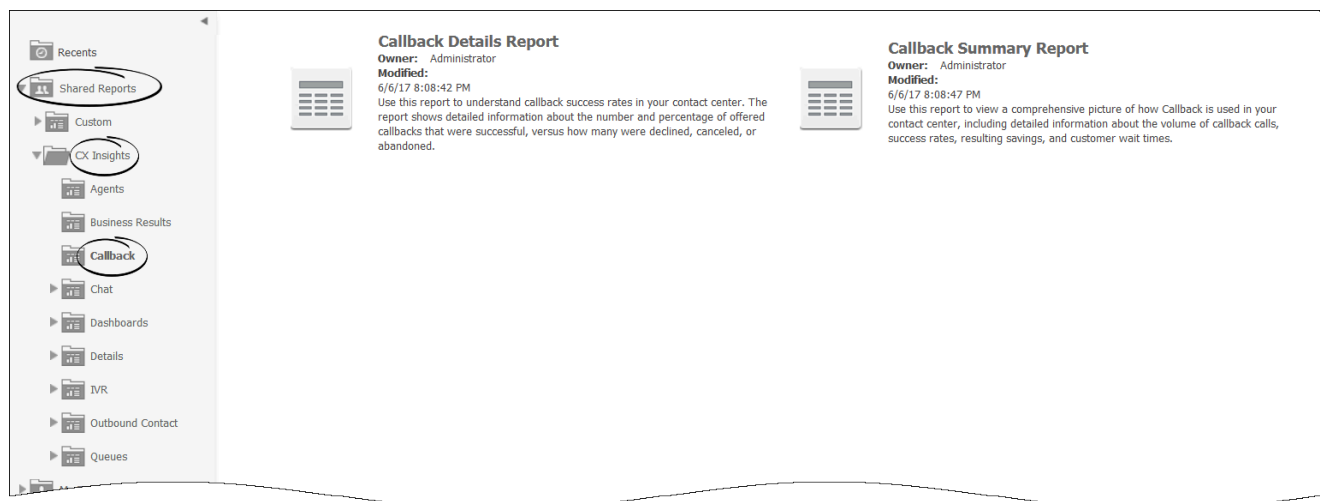 Recents
Shared Reports
Custom
CX Insights
Agents
Business Results
Callback
Chat
Dashboards
Details
IVR
Outbound Contact
Queues
Callback Details Report
Owner: Administrator
Modified:
6/6/17 8:08:42 PM
Use this report to understand callback success rates in your contact center. The
report shows detailed information about the number and percentage of offered
callbacks that were successful, versus how many were declined, canceled, or
abandoned.
Callback Summary Report
Owner: Administrator
Modified:
6/6/17 8:08:47 PM
Use this report to view a comprehensive picture of how Callback is used in your
contact center, including detailed information about the volume of callback calls,
success rates, resulting savings, and customer wait times.